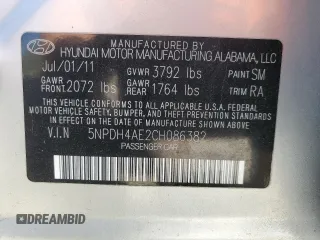 MANUFACTURED BY
HYUNDAI MOTOR MANUFACTURING ALABAMA, LLC
Jul/01/11 GVWR 3792 lbs PAINT SM
GAWR FRONT 2072 lbs GAWR REAR 1764 lbs TRIM RA
THIS VEHICLE CONFORMS TO ALL APPLICABLE U.S. FEDERAL MOTOR
VEHICLE SAFETY, BUMPER, AND THEFT PREVENTION STANDARDS IN
EFFECT ON THE DATE OF MANUFACTURE SHOWN ABOVE.
V.I.N 5NPDH4AE2CH086382
PASSENGER CAR
© DREAMBID